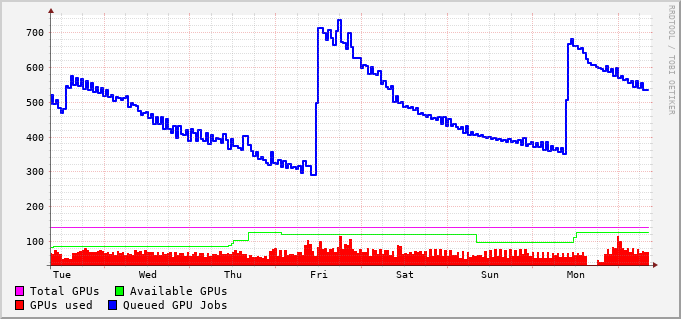 700
600
500
400
300
200
100
Tue Wed Thu Fri Sat Sun Mon
Total GPUs Available GPUs
GPUs used Queued GPU Jobs
RRDTOOL / TOBI OETIKER